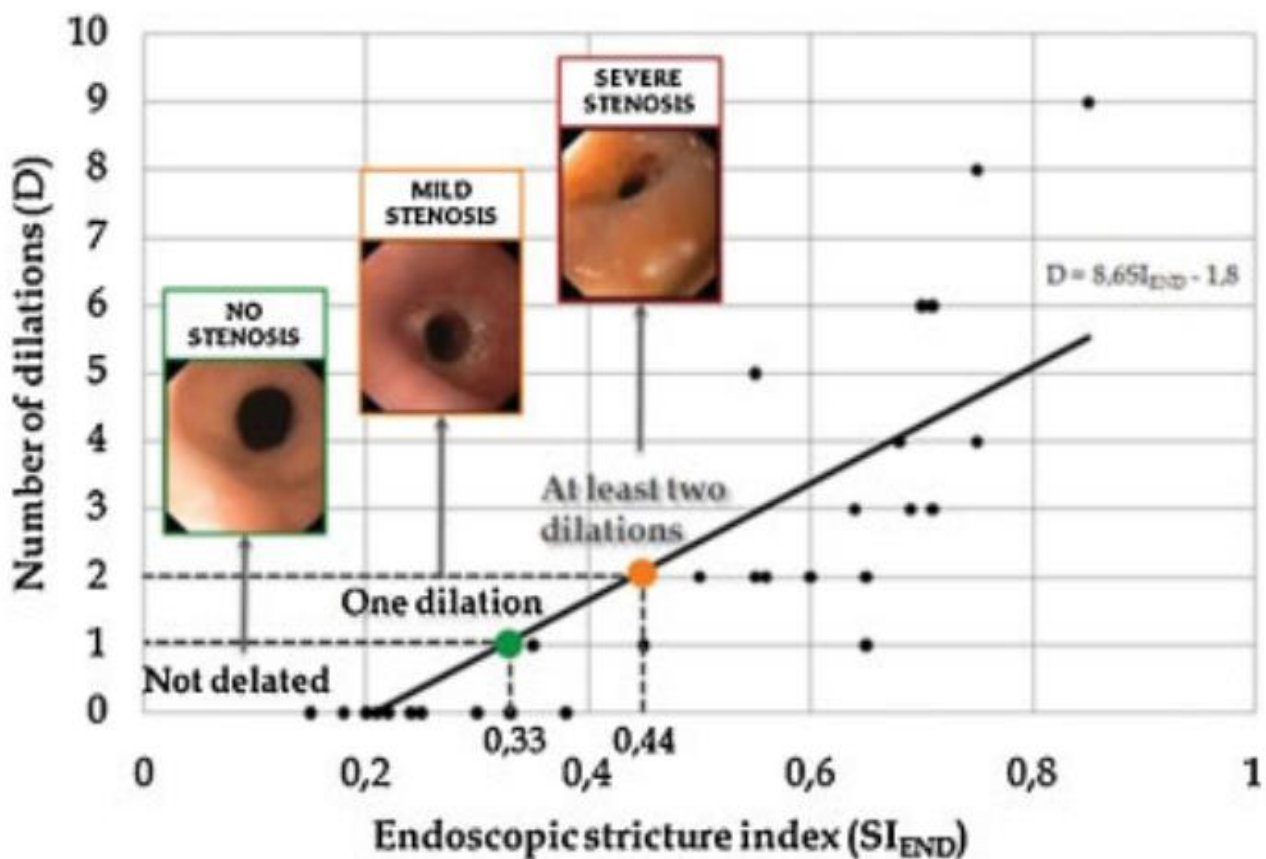 10
9
8
7
6
5
4
3
2
1
0
Number of dilations (D)
SEVERE
STENOSIS
MILD
STENOSIS
NO
STENOSIS
D = 8,65SI_END - 1,8
At least two
dilations
One dilation
Not delated
0,33
0,44
0
0,2
0,4
0,6
0,8
1
Endoscopic stricture index (SI_END)